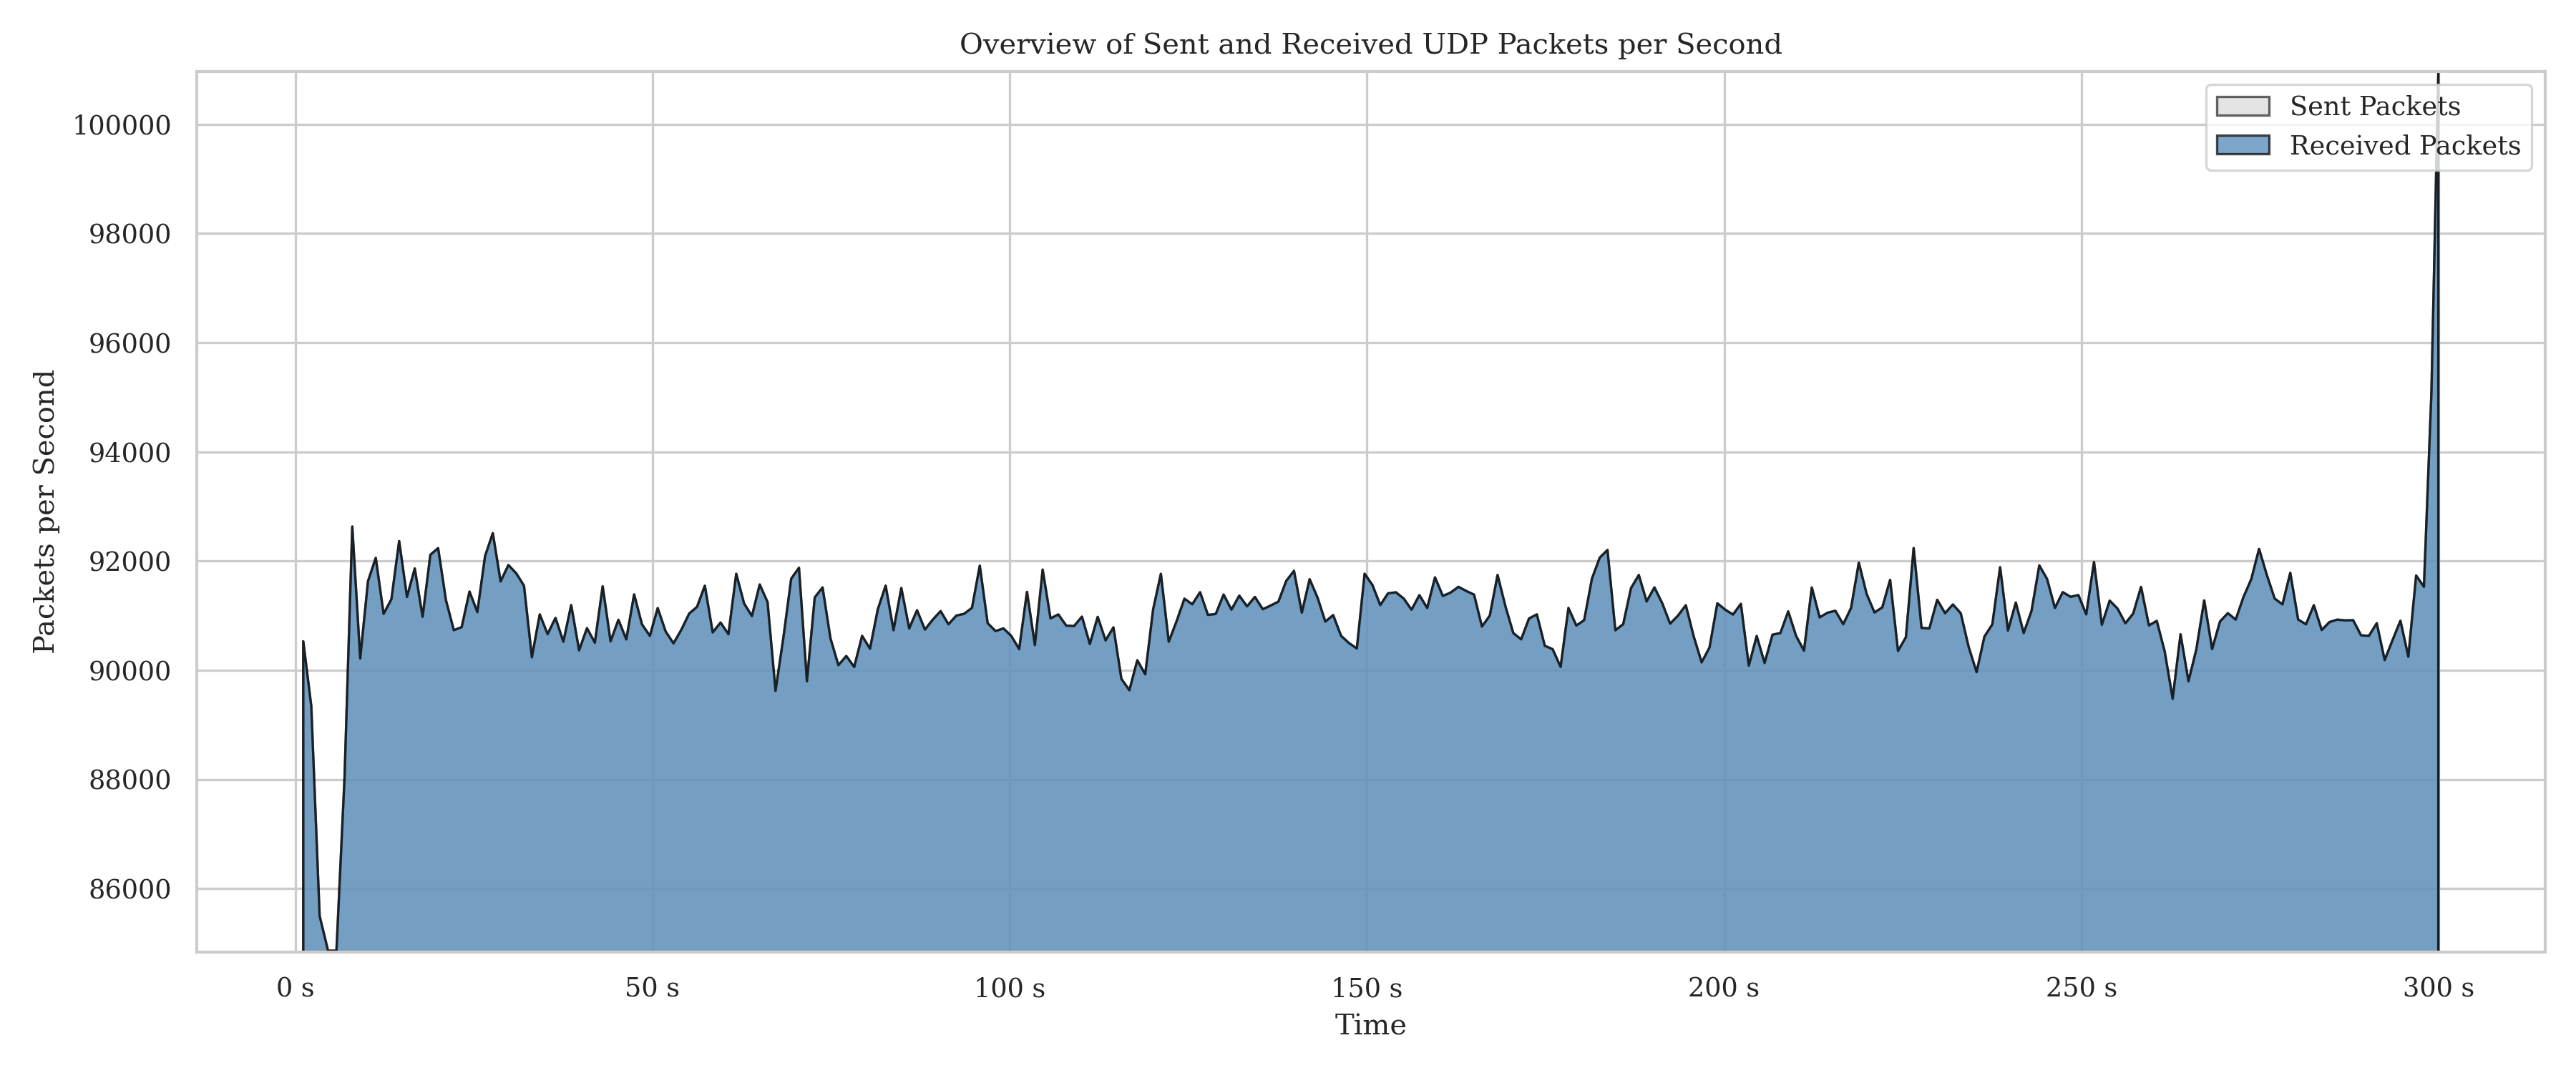 Overview of Sent and Received UDP Packets per Second
Sent Packets
Received Packets
Packets per Second
100000
98000
96000
94000
92000
90000
88000
86000
0 s
50 s
100 s
150 s
200 s
250 s
300 s
Time